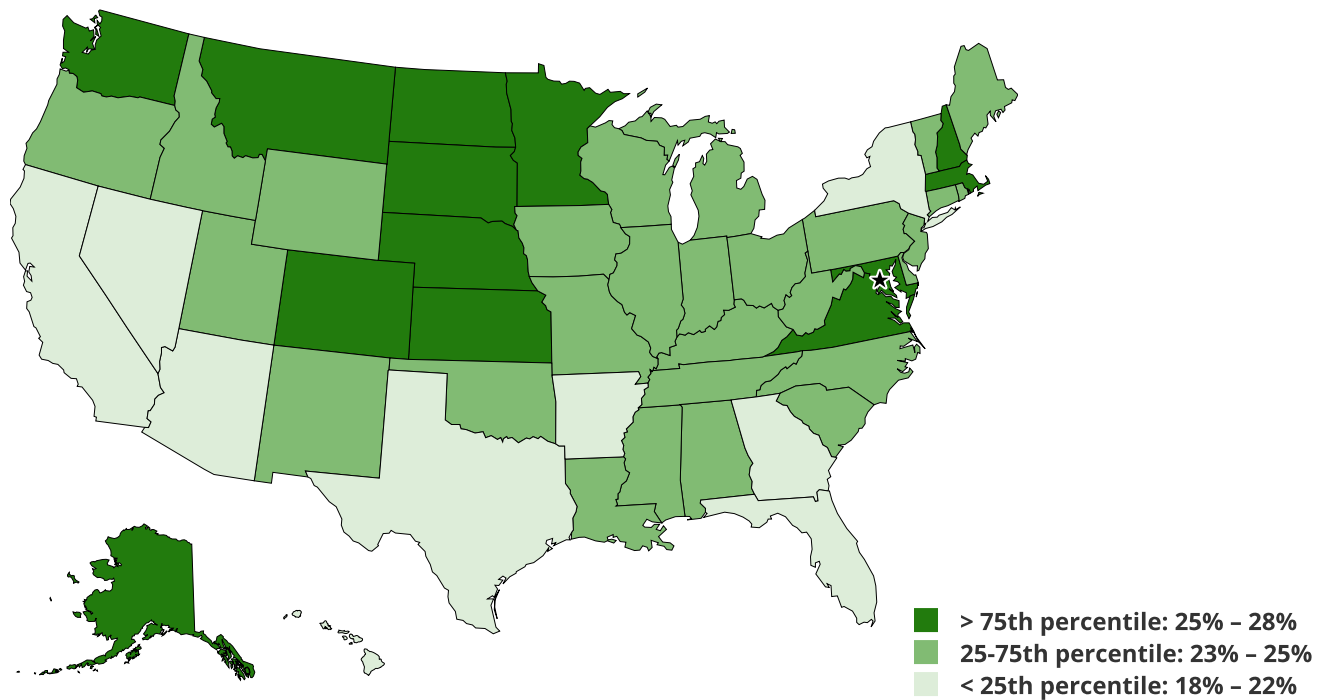 > 75th percentile: 25% – 28%
25-75th percentile: 23% – 25%
< 25th percentile: 18% – 22%